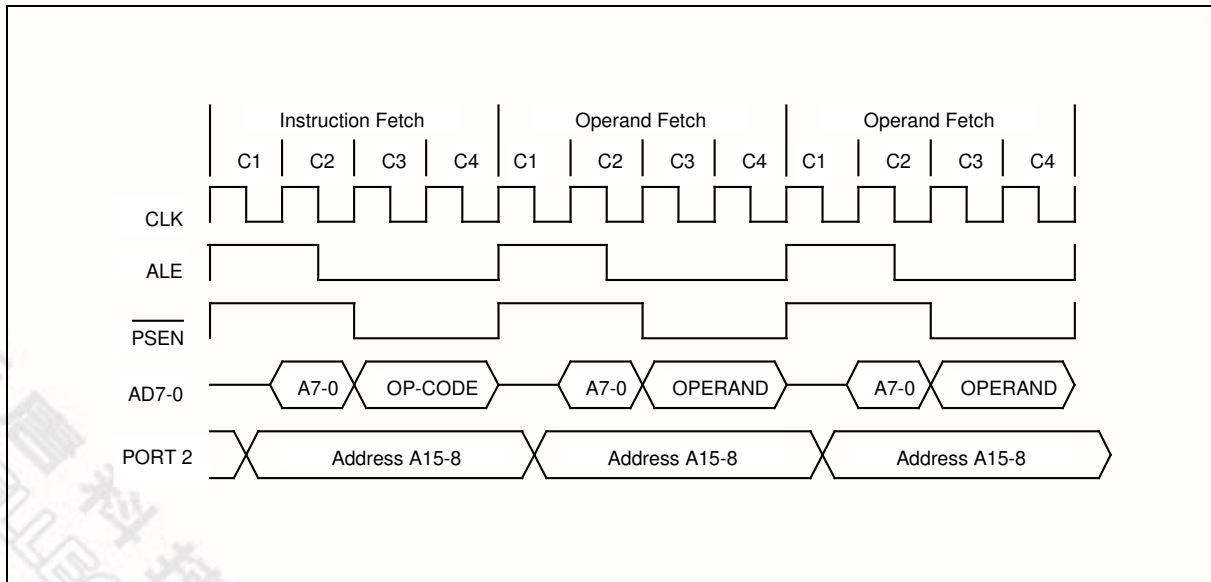 Instruction Fetch Operand Fetch Operand Fetch
C1 C2 C3 C4 C1 C2 C3 C4 C1 C2 C3 C4
CLK
ALE
PSEN
AD7-0 A7-0 OP-CODE A7-0 OPERAND A7-0 OPERAND
PORT 2 Address A15-8 Address A15-8 Address A15-8